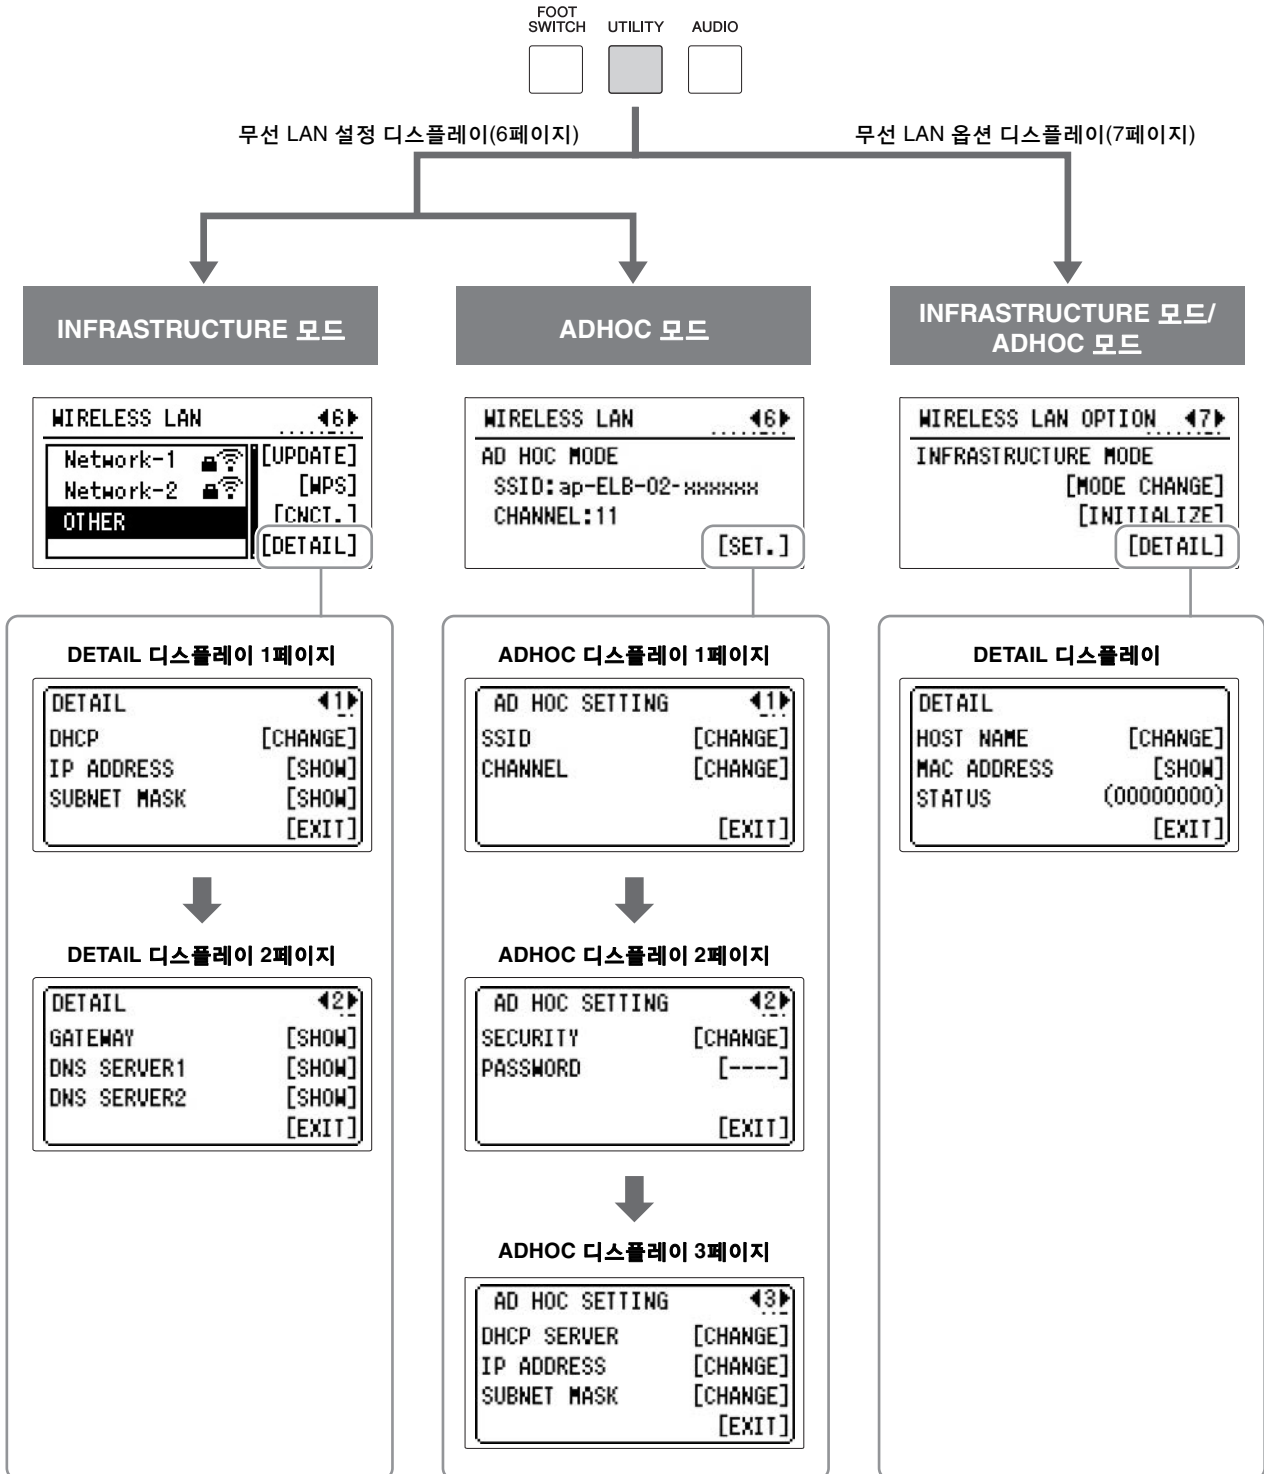 FOOT
SWITCH
UTILITY
AUDIO
무선 LAN 설정 디스플레이(6페이지)
무선 LAN 옵션 디스플레이(7페이지)
INFRASTRUCTURE 모드
ADHOC 모드
INFRASTRUCTURE 모드/
ADHOC 모드
WIRELESS LAN 6
Network-1
Network-2
OTHER
[UPDATE]
[WPS]
[CNCT.]
[DETAIL]
WIRELESS LAN 6
AD HOC MODE
SSID:ap-ELB-02-xxxxxx
CHANNEL:11
[SET.]
WIRELESS LAN OPTION 7
INFRASTRUCTURE MODE
[MODE CHANGE]
[INITIALIZE]
[DETAIL]
DETAIL 디스플레이 1페이지
DETAIL 1
DHCP [CHANGE]
IP ADDRESS [SHOW]
SUBNET MASK [SHOW]
[EXIT]
DETAIL 디스플레이 2페이지
DETAIL 2
GATEWAY [SHOW]
DNS SERVER1 [SHOW]
DNS SERVER2 [SHOW]
[EXIT]
ADHOC 디스플레이 1페이지
AD HOC SETTING 1
SSID [CHANGE]
CHANNEL [CHANGE]
[EXIT]
ADHOC 디스플레이 2페이지
AD HOC SETTING 2
SECURITY [CHANGE]
PASSWORD [----]
[EXIT]
ADHOC 디스플레이 3페이지
AD HOC SETTING 3
DHCP SERVER [CHANGE]
IP ADDRESS [CHANGE]
SUBNET MASK [CHANGE]
[EXIT]
DETAIL 디스플레이
DETAIL
HOST NAME [CHANGE]
MAC ADDRESS [SHOW]
STATUS (00000000)
[EXIT]